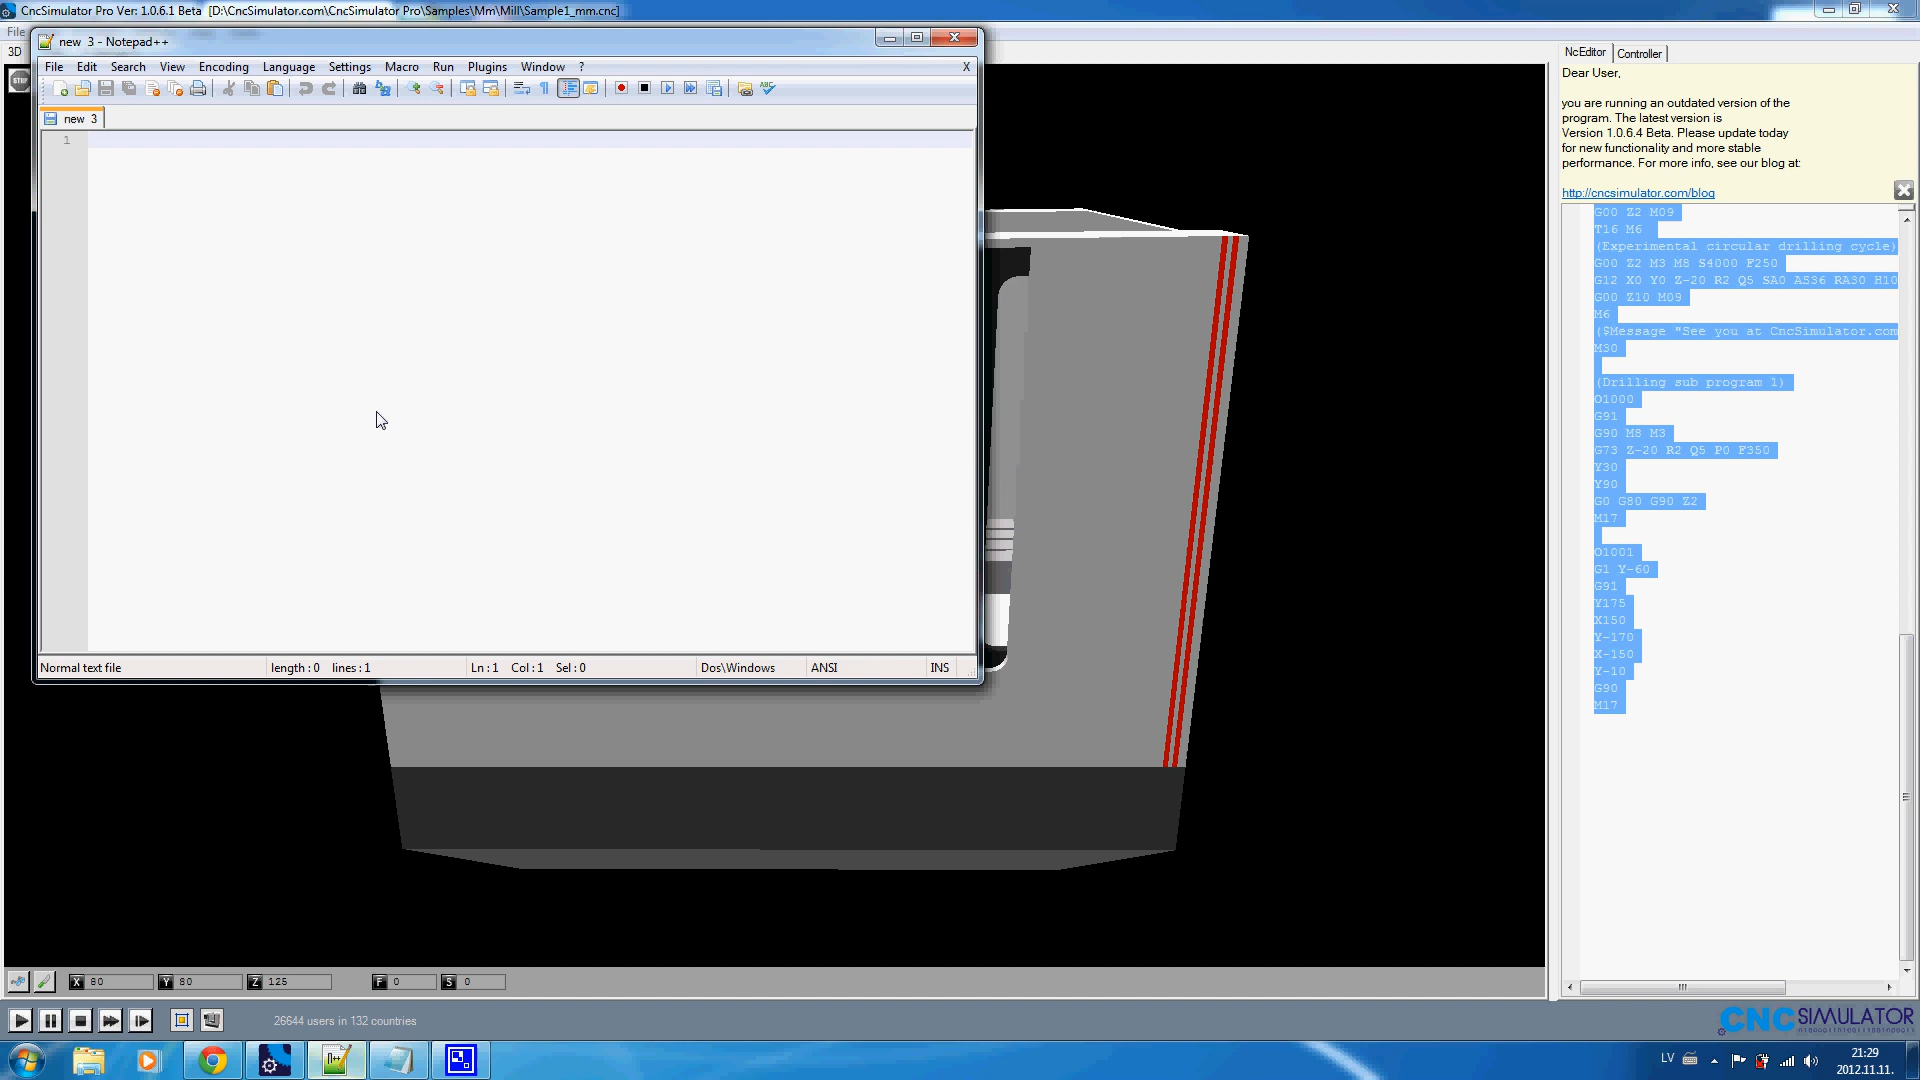 CncSimulator Pro Ver: 1.0.6.1 Beta [D:\CncSimulator.com\CncSimulator Pro\Samples\Mm\Mill\Sample1_mm.cnc]
File
3D
new 3 - Notepad++
File Edit Search View Encoding Language Settings Macro Run Plugins Window ? X
new 3
1
Normal text file length : 0 lines : 1 Ln : 1 Col : 1 Sel : 0 Dos\Windows ANSI INS
NcEditor Controller
Dear User,
you are running an outdated version of the
program. The latest version is
Version 1.0.6.4 Beta. Please update today
for new functionality and more stable
performance. For more info, see our blog at:
http://cncsimulator.com/blog
G00 Z2 M09
T16 M6
(Experimental circular drilling cycle)
G00 Z2 M3 M8 S4000 F250
G12 X0 Y0 Z-20 R2 Q5 SA0 AS36 RA30 H10
G00 Z10 M09
M6
($Message "See you at CncSimulator.com
M30
(Drilling sub program 1)
O1000
G91
G90 M8 M3
G73 Z-20 R2 Q5 P0 F350
Y30
Y90
G0 G80 G90 Z2
M17
O1001
G1 Y-60
G91
Y175
X150
Y-170
X-150
Y-10
G90
M17
X 80 Y 80 Z 125 F 0 S 0
26644 users in 132 countries
CNCSIMULATOR
LV
21:29
2012.11.11.